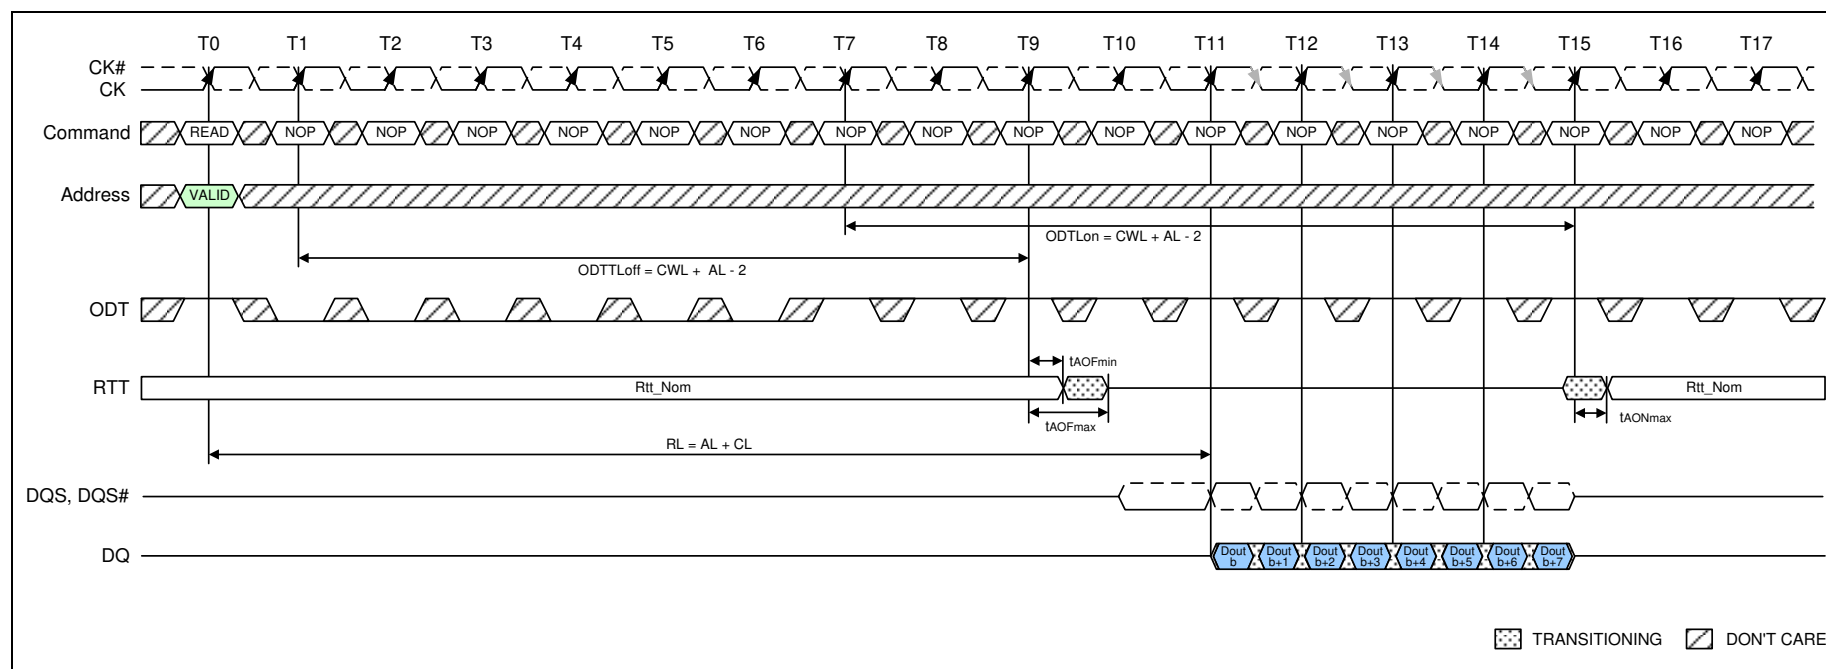 T0 T1 T2 T3 T4 T5 T6 T7 T8 T9 T10 T11 T12 T13 T14 T15 T16 T17
CK#
CK
Command READ NOP NOP NOP NOP NOP NOP NOP NOP NOP NOP NOP NOP NOP NOP NOP NOP NOP
Address VALID
ODTLon = CWL + AL - 2
ODTTLoff = CWL + AL - 2
ODT
tAOFmin
RTT Rtt_Nom Rtt_Nom
tAOFmax tAONmax
RL = AL + CL
DQS, DQS#
DQ Dout Dout Dout Dout Dout Dout Dout Dout
b b+1 b+2 b+3 b+4 b+5 b+6 b+7
TRANSITIONING DON'T CARE